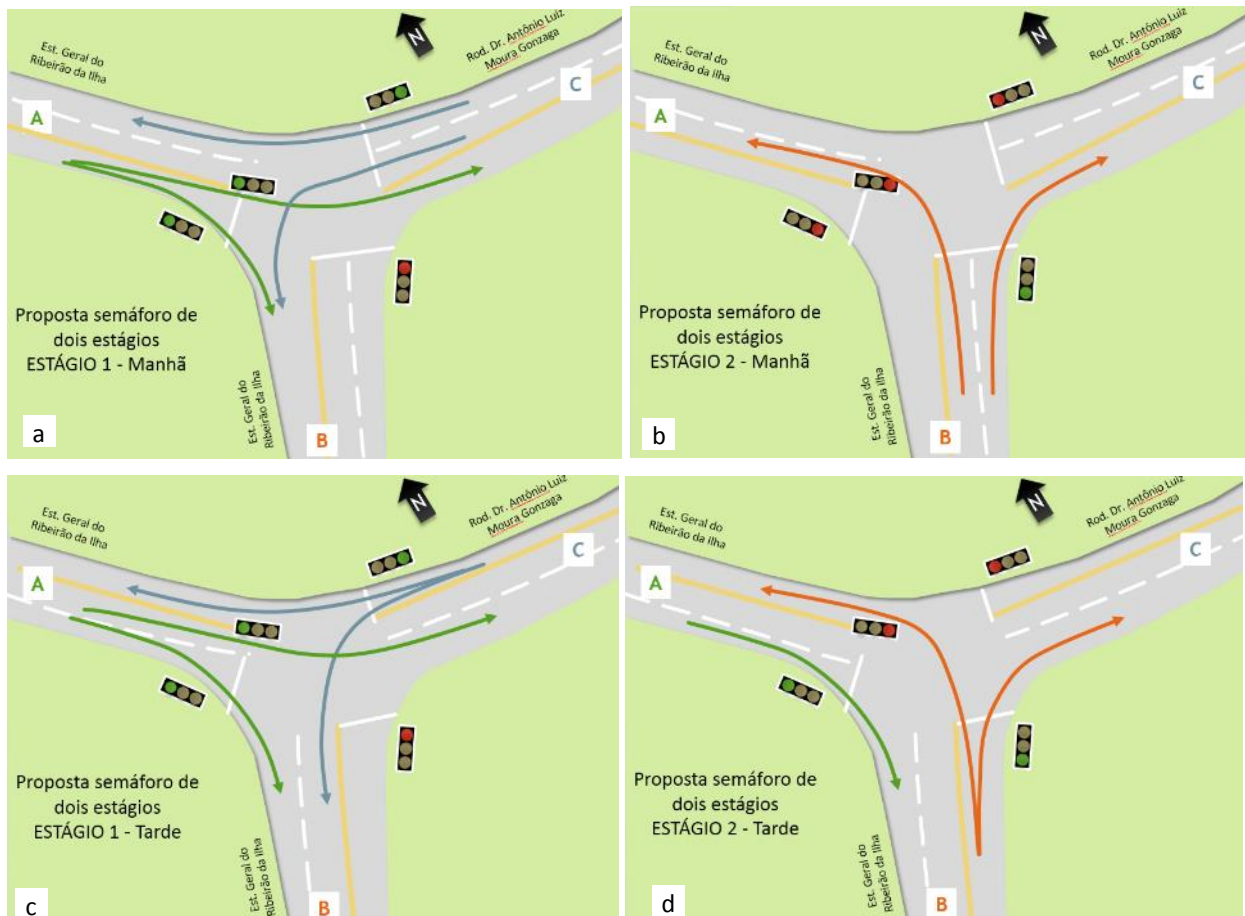 Est. Geral do
Ribeirão da Ilha
N
Rod. Dr. Antônio Luiz
Moura Gonzaga
A
C
Proposta semáforo de
dois estágios
ESTÁGIO 1 - Manhã
Est. Geral do
Ribeirão da Ilha
B
a
Est. Geral do
Ribeirão da Ilha
N
Rod. Dr. Antônio Luiz
Moura Gonzaga
A
C
Proposta semáforo de
dois estágios
ESTÁGIO 2 - Manhã
Est. Geral do
Ribeirão da Ilha
B
b
Est. Geral do
Ribeirão da Ilha
N
Rod. Dr. Antônio Luiz
Moura Gonzaga
A
C
Proposta semáforo de
dois estágios
ESTÁGIO 1 - Tarde
Est. Geral do
Ribeirão da Ilha
B
c
Est. Geral do
Ribeirão da Ilha
N
Rod. Dr. Antônio Luiz
Moura Gonzaga
A
C
Proposta semáforo de
dois estágios
ESTÁGIO 2 - Tarde
Est. Geral do
Ribeirão da Ilha
B
d